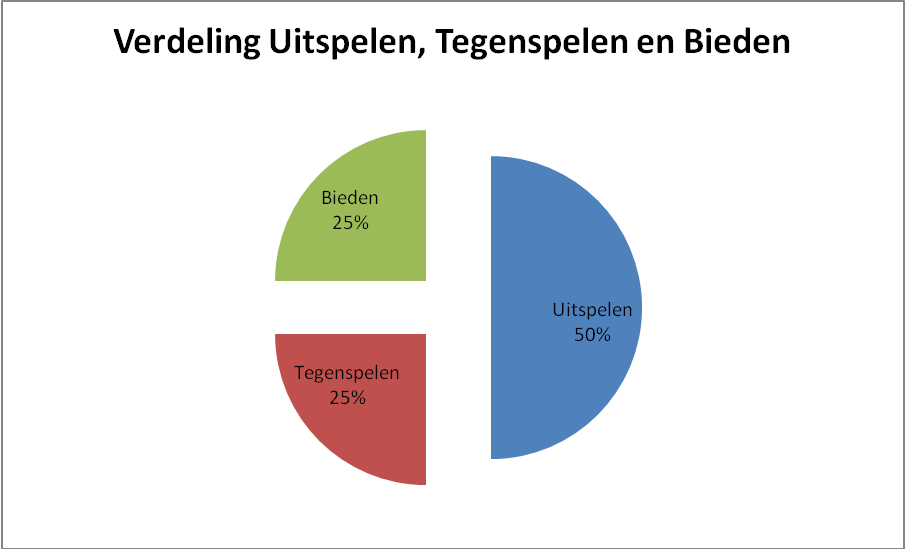 Verdeling Uitspelen, Tegenspelen en Bieden
Bieden
25%
Uitspelen
50%
Tegenspelen
25%